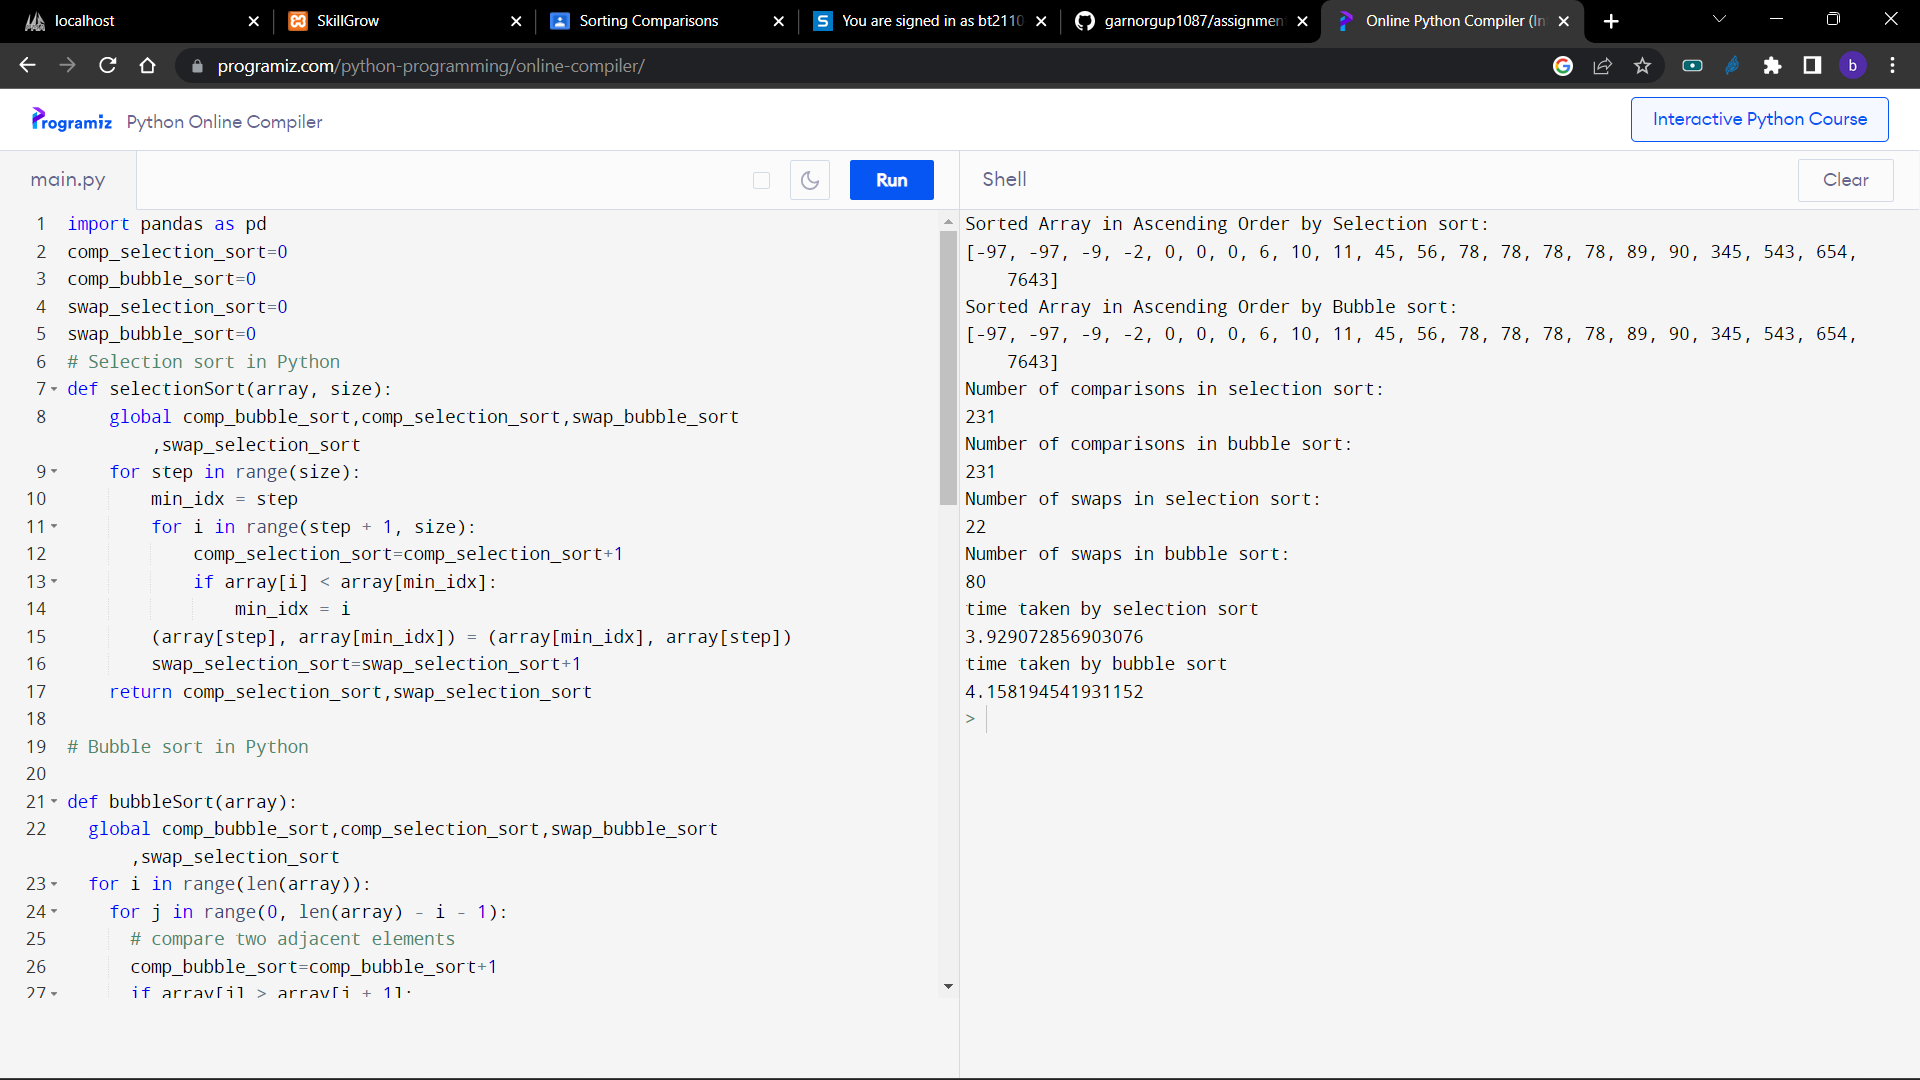 localhost
SkillGrow
Sorting Comparisons
You are signed in as bt2110
garnorgup1087/assignmen
Online Python Compiler (In
programiz.com/python-programming/online-compiler/
b
Programiz Python Online Compiler
Interactive Python Course
main.py
Run
Shell
Clear
1 import pandas as pd
2 comp_selection_sort=0
3 comp_bubble_sort=0
4 swap_selection_sort=0
5 swap_bubble_sort=0
6 # Selection sort in Python
7 def selectionSort(array, size):
8 global comp_bubble_sort,comp_selection_sort,swap_bubble_sort
,swap_selection_sort
9 for step in range(size):
10 min_idx = step
11 for i in range(step + 1, size):
12 comp_selection_sort=comp_selection_sort+1
13 if array[i] < array[min_idx]:
14 min_idx = i
15 (array[step], array[min_idx]) = (array[min_idx], array[step])
16 swap_selection_sort=swap_selection_sort+1
17 return comp_selection_sort,swap_selection_sort
18
19 # Bubble sort in Python
20
21 def bubbleSort(array):
22 global comp_bubble_sort,comp_selection_sort,swap_bubble_sort
,swap_selection_sort
23 for i in range(len(array)):
24 for j in range(0, len(array) - i - 1):
25 # compare two adjacent elements
26 comp_bubble_sort=comp_bubble_sort+1
27 if array[j] > array[j + 1]:
Sorted Array in Ascending Order by Selection sort:
[-97, -97, -9, -2, 0, 0, 0, 6, 10, 11, 45, 56, 78, 78, 78, 78, 89, 90, 345, 543, 654,
7643]
Sorted Array in Ascending Order by Bubble sort:
[-97, -97, -9, -2, 0, 0, 0, 6, 10, 11, 45, 56, 78, 78, 78, 78, 89, 90, 345, 543, 654,
7643]
Number of comparisons in selection sort:
231
Number of comparisons in bubble sort:
231
Number of swaps in selection sort:
22
Number of swaps in bubble sort:
80
time taken by selection sort
3.929072856903076
time taken by bubble sort
4.158194541931152
>